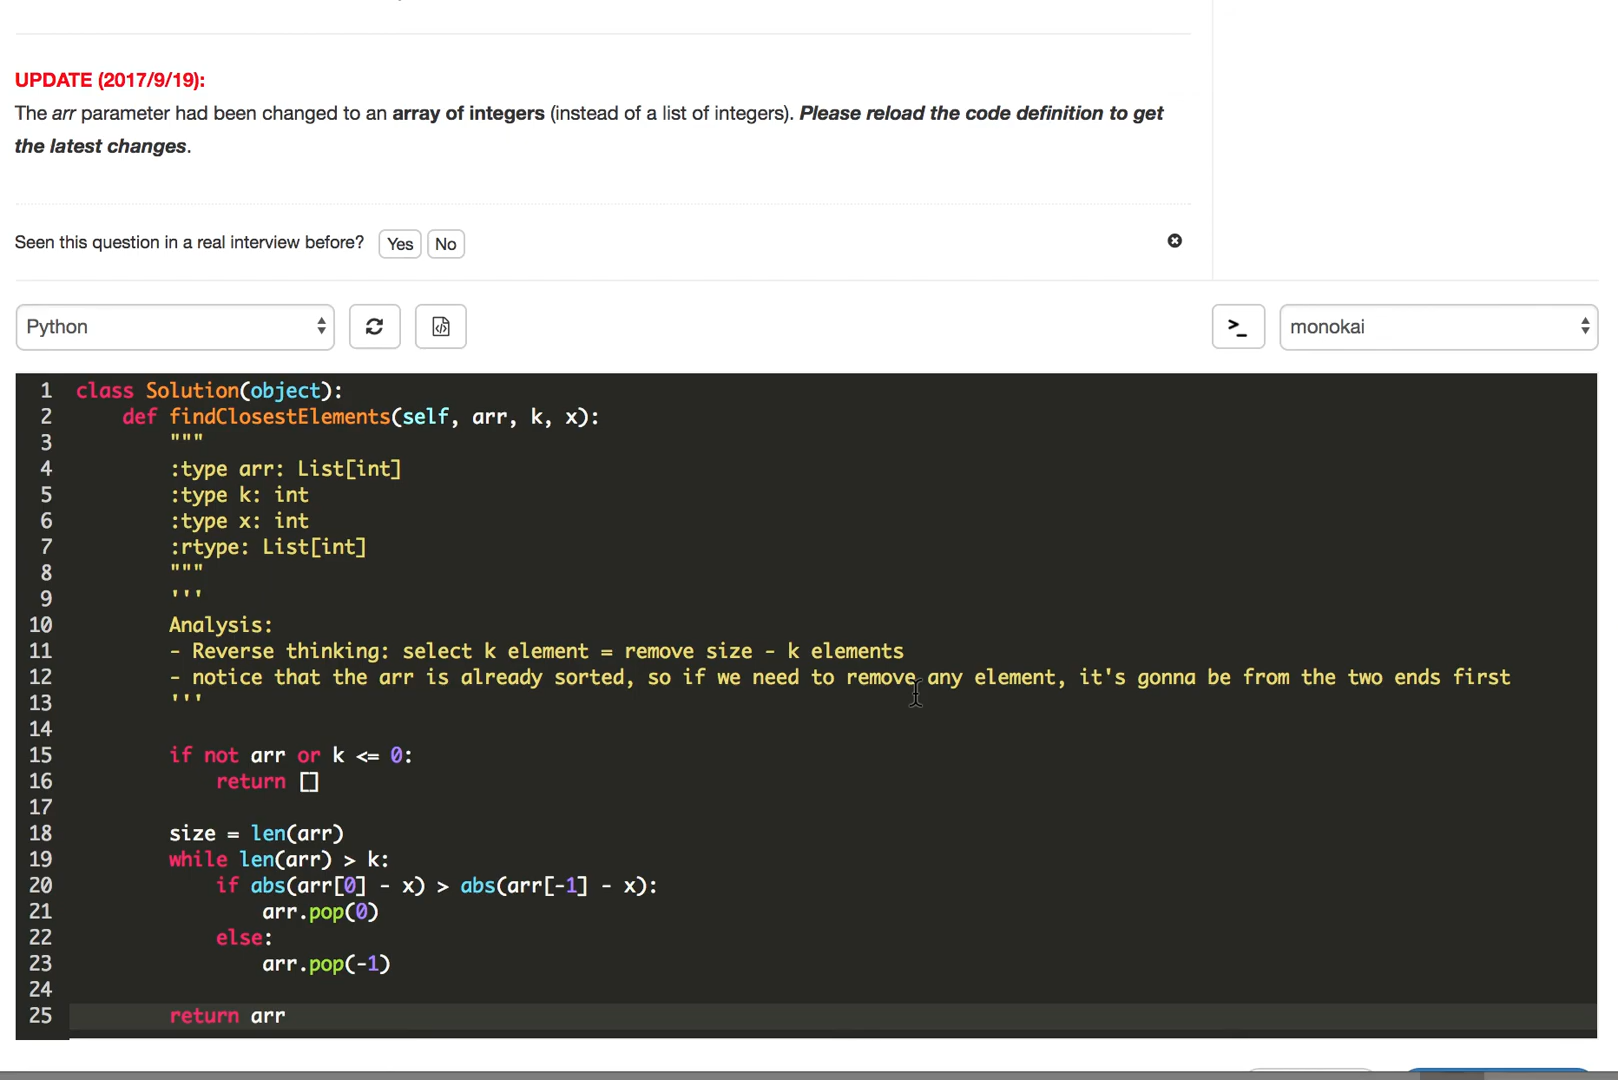 UPDATE (2017/9/19):
The arr parameter had been changed to an array of integers (instead of a list of integers). Please reload the code definition to get
the latest changes.
Seen this question in a real interview before? Yes No
Python >_ monokai
1 class Solution(object):
2     def findClosestElements(self, arr, k, x):
3         """
4         :type arr: List[int]
5         :type k: int
6         :type x: int
7         :rtype: List[int]
8         """
9         '''
10         Analysis:
11         - Reverse thinking: select k element = remove size - k elements
12         - notice that the arr is already sorted, so if we need to remove any element, it's gonna be from the two ends first
13         '''
14
15         if not arr or k <= 0:
16             return []
17
18         size = len(arr)
19         while len(arr) > k:
20             if abs(arr[0] - x) > abs(arr[-1] - x):
21                 arr.pop(0)
22             else:
23                 arr.pop(-1)
24
25         return arr